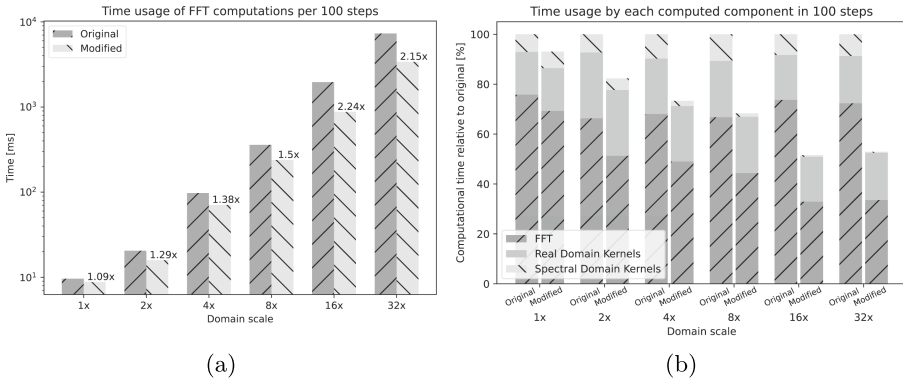 Time usage of FFT computations per 100 steps
Original
Modified
10^4
10^3
10^2
10^1
Time [ms]
1.09x
1.29x
1.38x
1.5x
2.24x
2.15x
1x 2x 4x 8x 16x 32x
Domain scale
(a)
Time usage by each computed component in 100 steps
100
80
60
40
20
0
Computational time relative to original [%]
FFT
Real Domain Kernels
Spectral Domain Kernels
Original Modified Original Modified Original Modified Original Modified Original Modified Original Modified
1x 2x 4x 8x 16x 32x
Domain scale
(b)